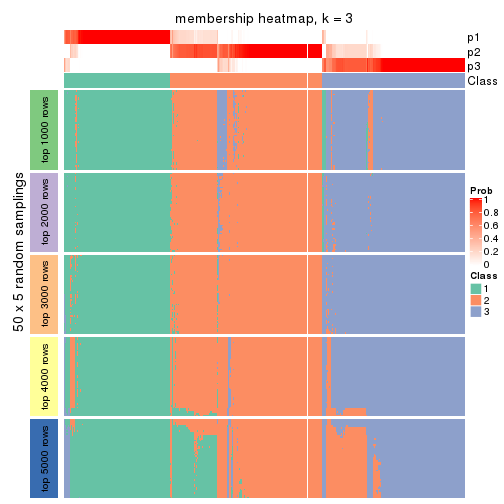 membership heatmap, k = 3
p1
p2
p3
Class
50 x 5 random samplings
top 1000 rows
top 2000 rows
top 3000 rows
top 4000 rows
top 5000 rows
Prob
1
0.8
0.6
0.4
0.2
0
Class
1
2
3